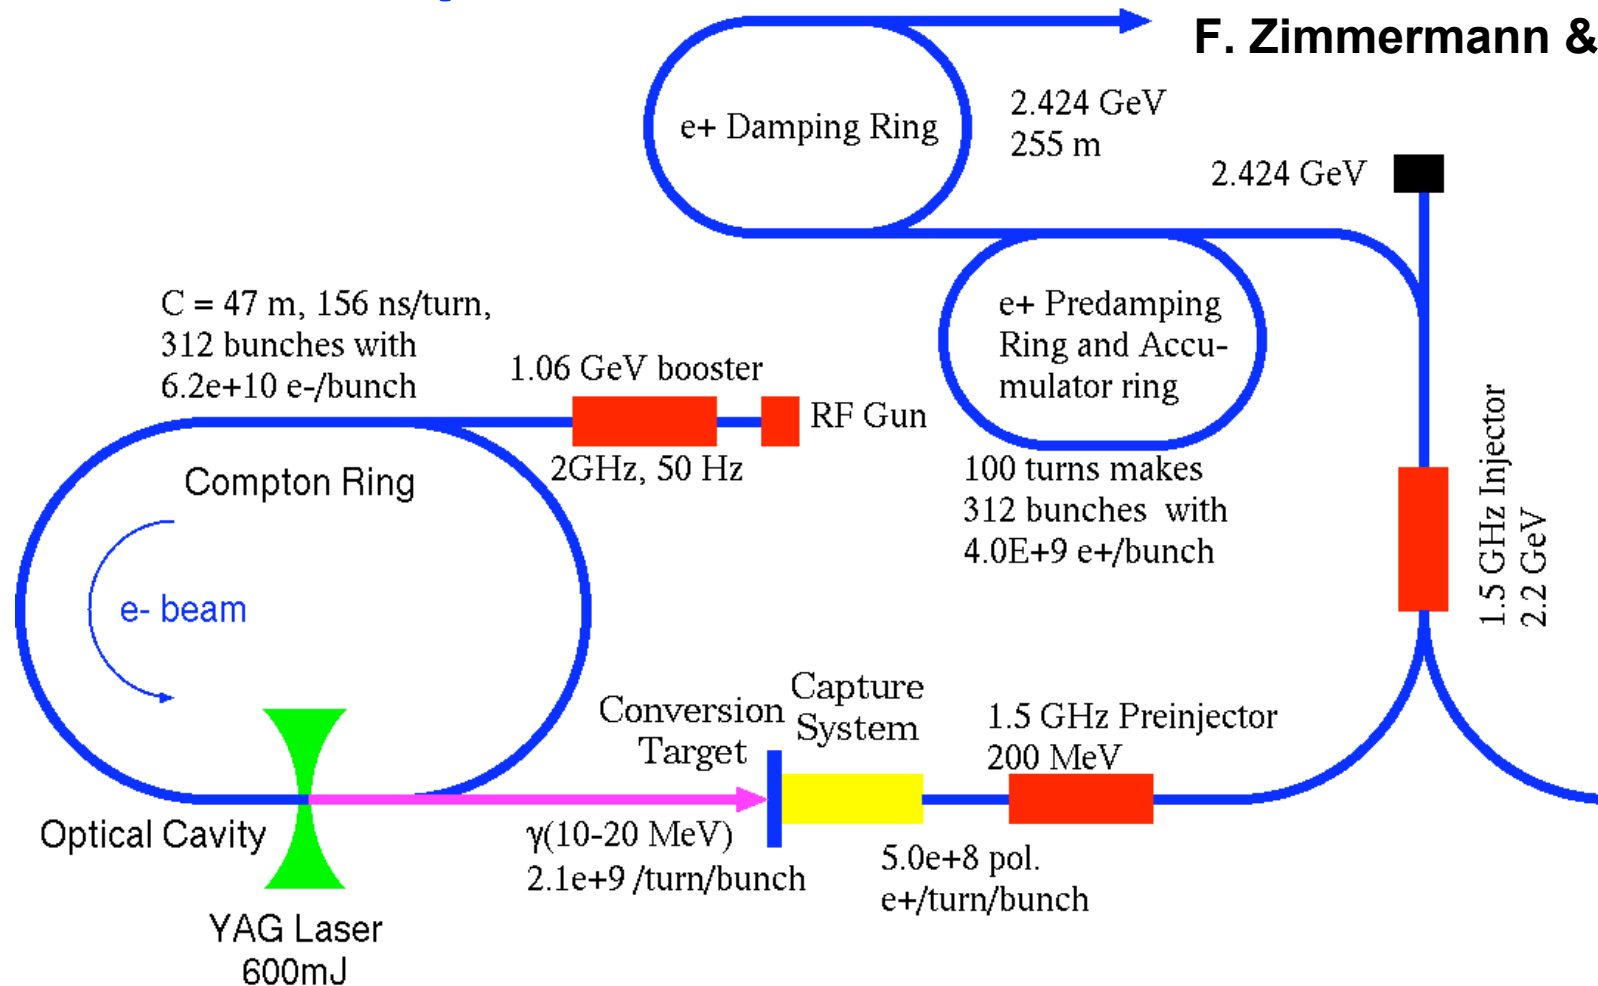 F. Zimmermann &
e+ Damping Ring
2.424 GeV
255 m
2.424 GeV
C = 47 m, 156 ns/turn,
312 bunches with
6.2e+10 e-/bunch
1.06 GeV booster
RF Gun
2GHz, 50 Hz
e+ Predamping
Ring and Accu-
mulator ring
100 turns makes
312 bunches with
4.0E+9 e+/bunch
Compton Ring
e- beam
1.5 GHz Injector
2.2 GeV
Conversion
Target
Capture
System
1.5 GHz Preinjector
200 MeV
Optical Cavity
γ(10-20 MeV)
2.1e+9 /turn/bunch
5.0e+8 pol.
e+/turn/bunch
YAG Laser
600mJ